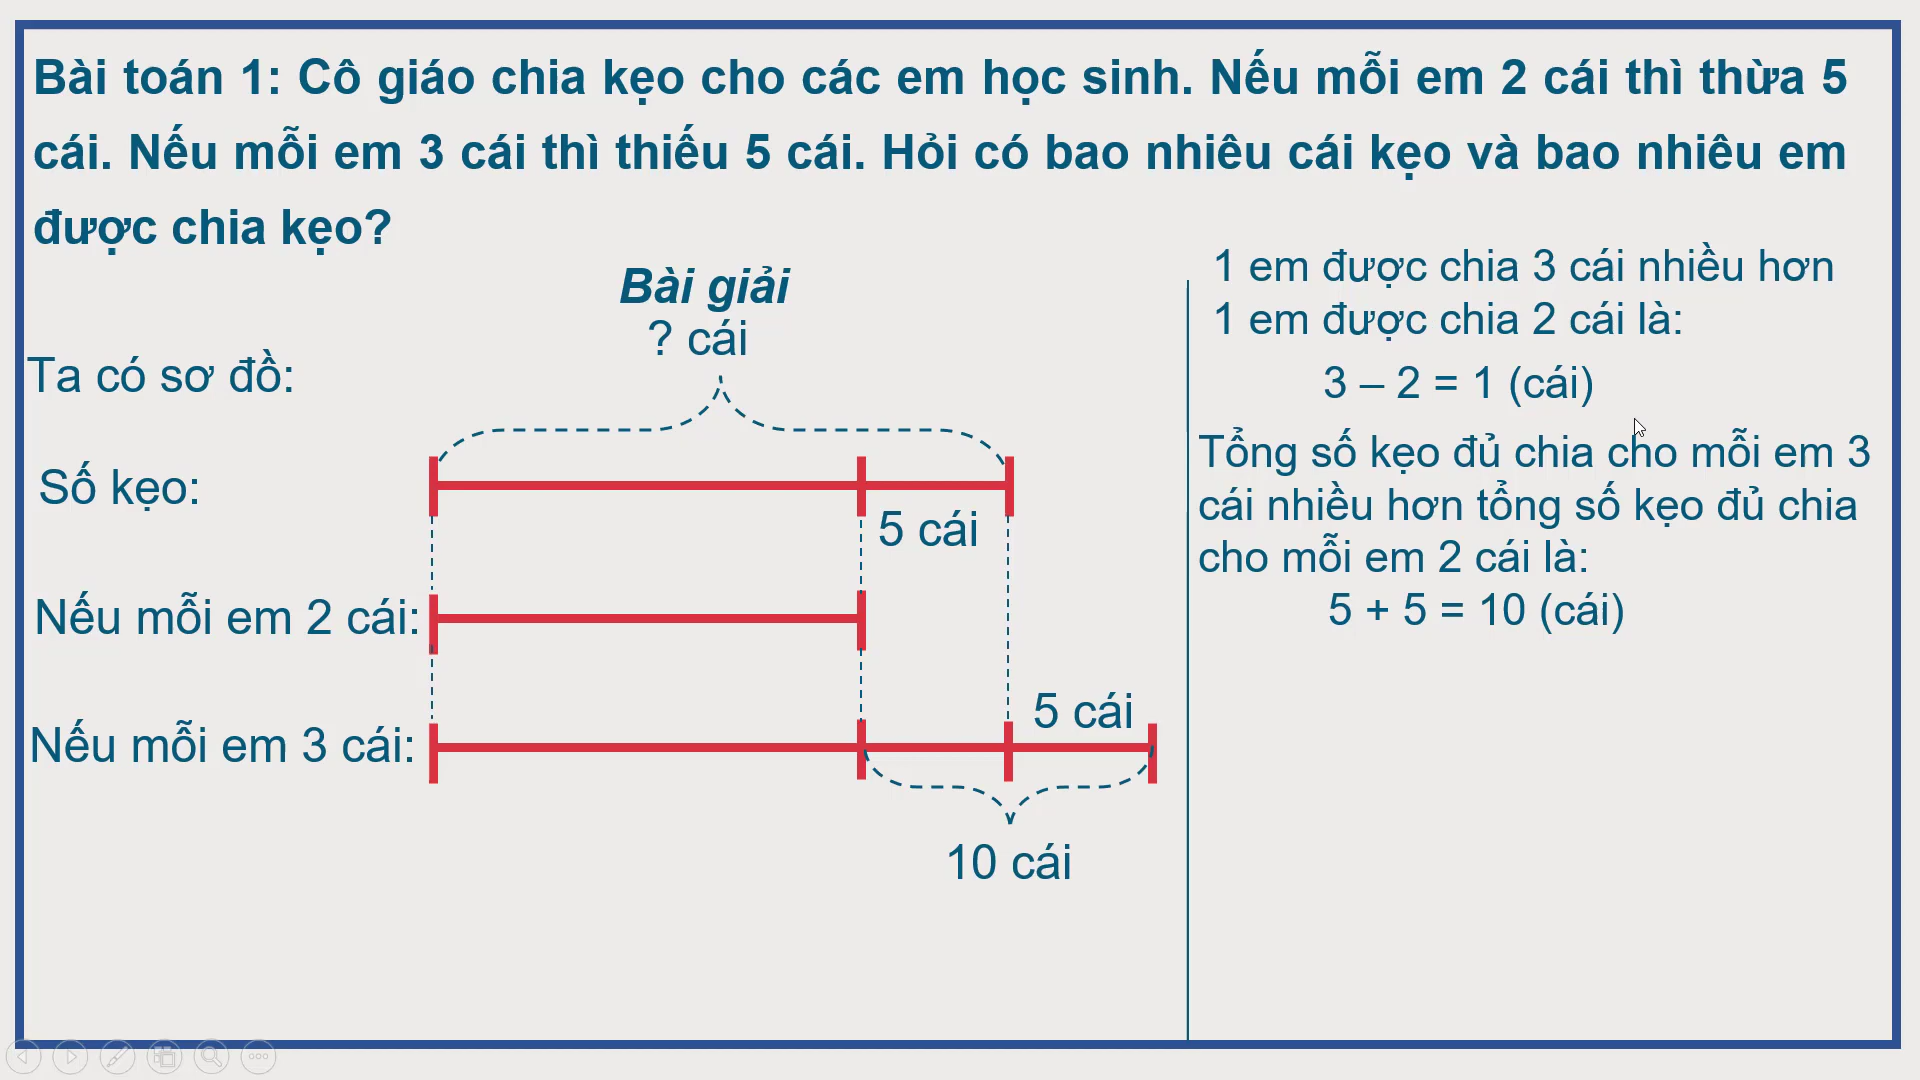 Bài toán 1: Cô giáo chia kẹo cho các em học sinh. Nếu mỗi em 2 cái thì thừa 5
cái. Nếu mỗi em 3 cái thì thiếu 5 cái. Hỏi có bao nhiêu cái kẹo và bao nhiêu em
được chia kẹo?
Bài giải
? cái
Ta có sơ đồ:
Số kẹo:
5 cái
Nếu mỗi em 2 cái:
5 cái
Nếu mỗi em 3 cái:
10 cái
1 em được chia 3 cái nhiều hơn
1 em được chia 2 cái là:
3 – 2 = 1 (cái)
Tổng số kẹo đủ chia cho mỗi em 3
cái nhiều hơn tổng số kẹo đủ chia
cho mỗi em 2 cái là:
5 + 5 = 10 (cái)